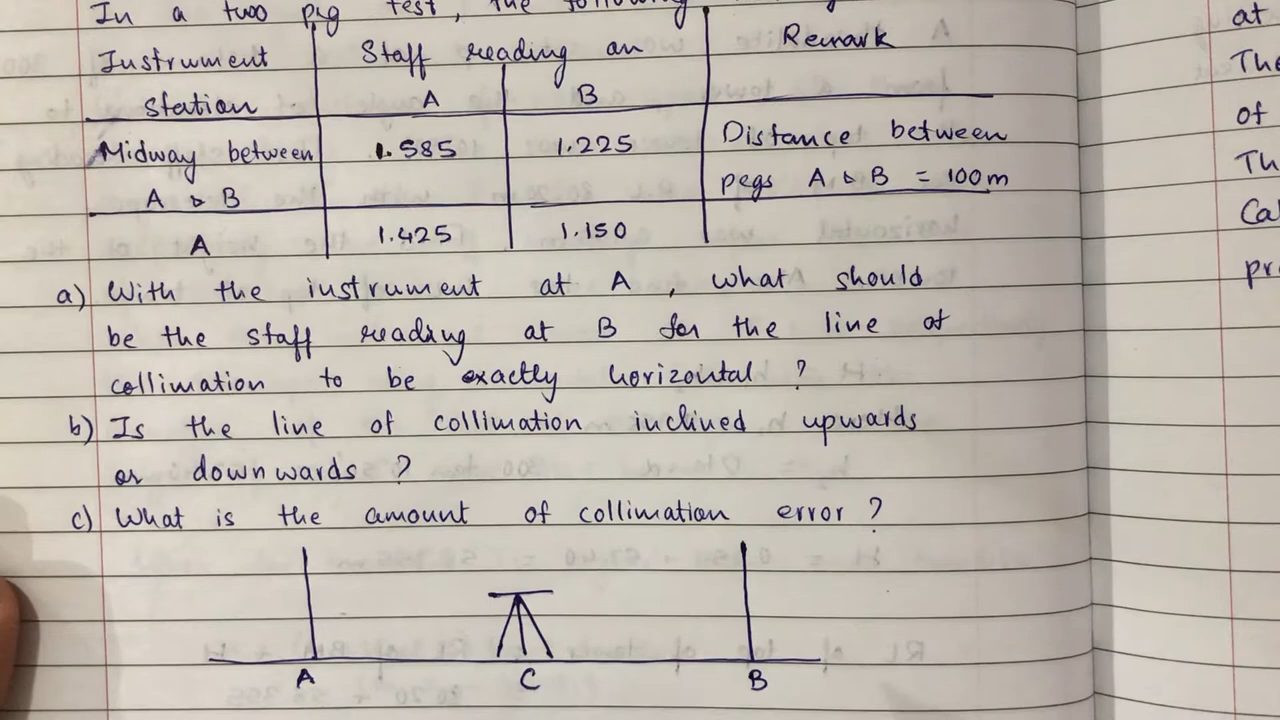 In a two peg test, the following
Instrument Station | Staff reading on A | B | Remark
Midway between A & B | 1.585 | 1.225 | Distance between pegs A & B = 100m
A | 1.425 | 1.150
a) With the instrument at A, what should
be the staff reading at B for the line of
collimation to be exactly horizontal ?
b) Is the line of collimation inclined upwards
or downwards ?
c) What is the amount of collimation error ?
A C B
at
The
of